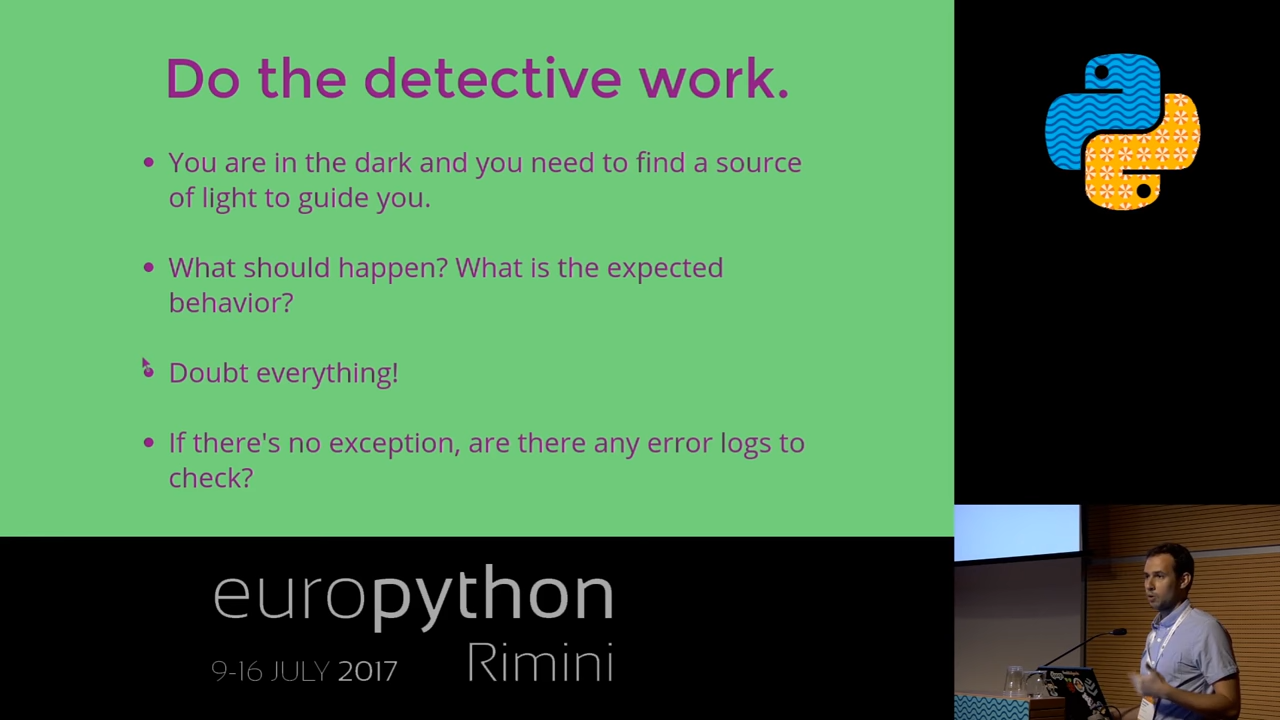 Do the detective work.
• You are in the dark and you need to find a source
of light to guide you.
• What should happen? What is the expected
behavior?
• Doubt everything!
• If there's no exception, are there any error logs to
check?
europython
Rimini
9-16 JULY 2017